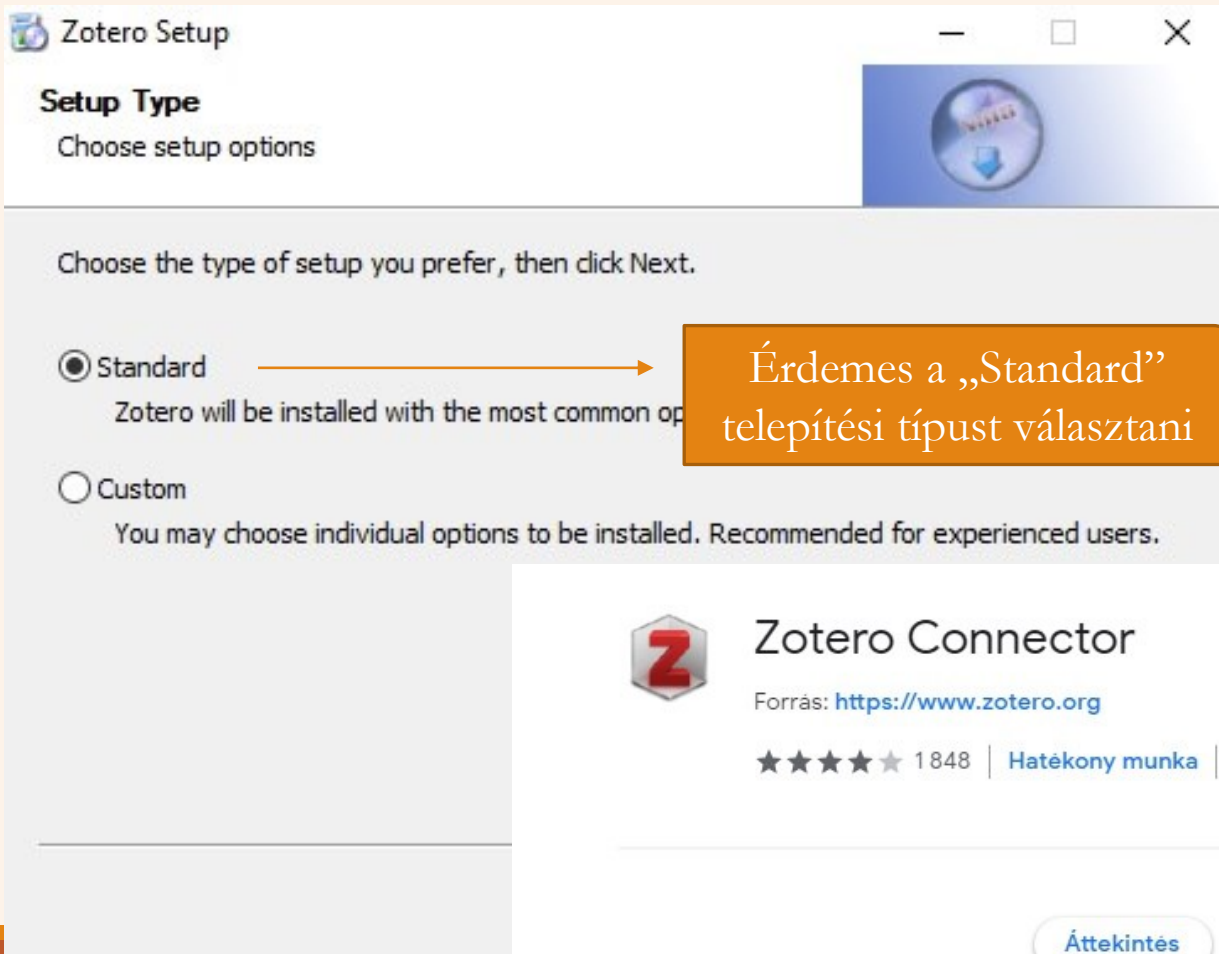 Zotero Setup
Setup Type
Choose setup options
Choose the type of setup you prefer, then click Next.
Standard
Zotero will be installed with the most common op
Érdemes a „Standard”
telepítési típust választani
Custom
You may choose individual options to be installed. Recommended for experienced users.
Z
Zotero Connector
Forrás: https://www.zotero.org
1 848 | Hatékony munka |
Áttekintés